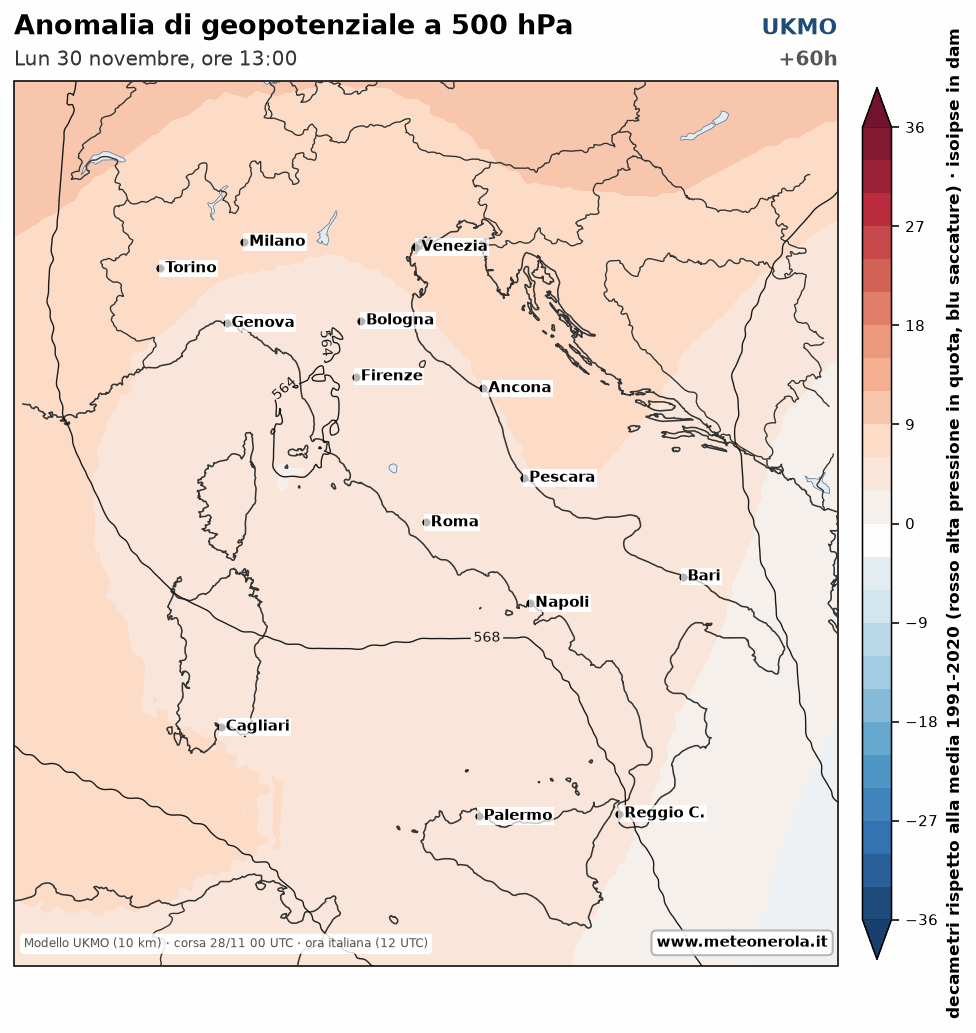 Anomalia di geopotenziale a 500 hPa
UKMO
Lun 30 novembre, ore 13:00
+60h
Milano
Venezia
Torino
Genova
Bologna
564
Firenze
564
Ancona
Pescara
Roma
Bari
Napoli
568
Cagliari
Palermo
Reggio C.
Modello UKMO (10 km) · corsa 28/11 00 UTC · ora italiana (12 UTC)
www.meteonerola.it
36
27
18
9
0
−9
−18
−27
−36
decametri rispetto alla media 1991-2020 (rosso alta pressione in quota, blu saccature) · isoipse in dam